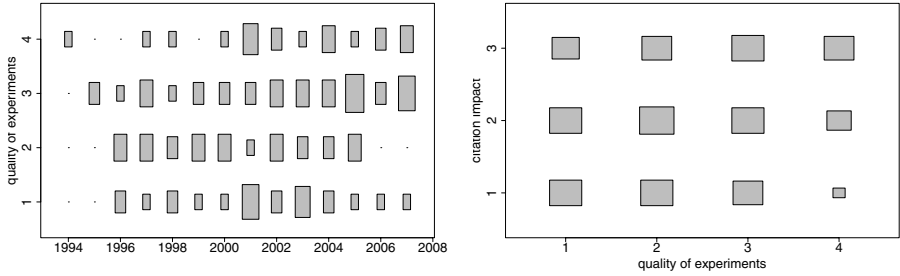 quality of experiments
4
3
2
1
1994 1996 1998 2000 2002 2004 2006 2008
citation impact
3
2
1
1 2 3 4
quality of experiments